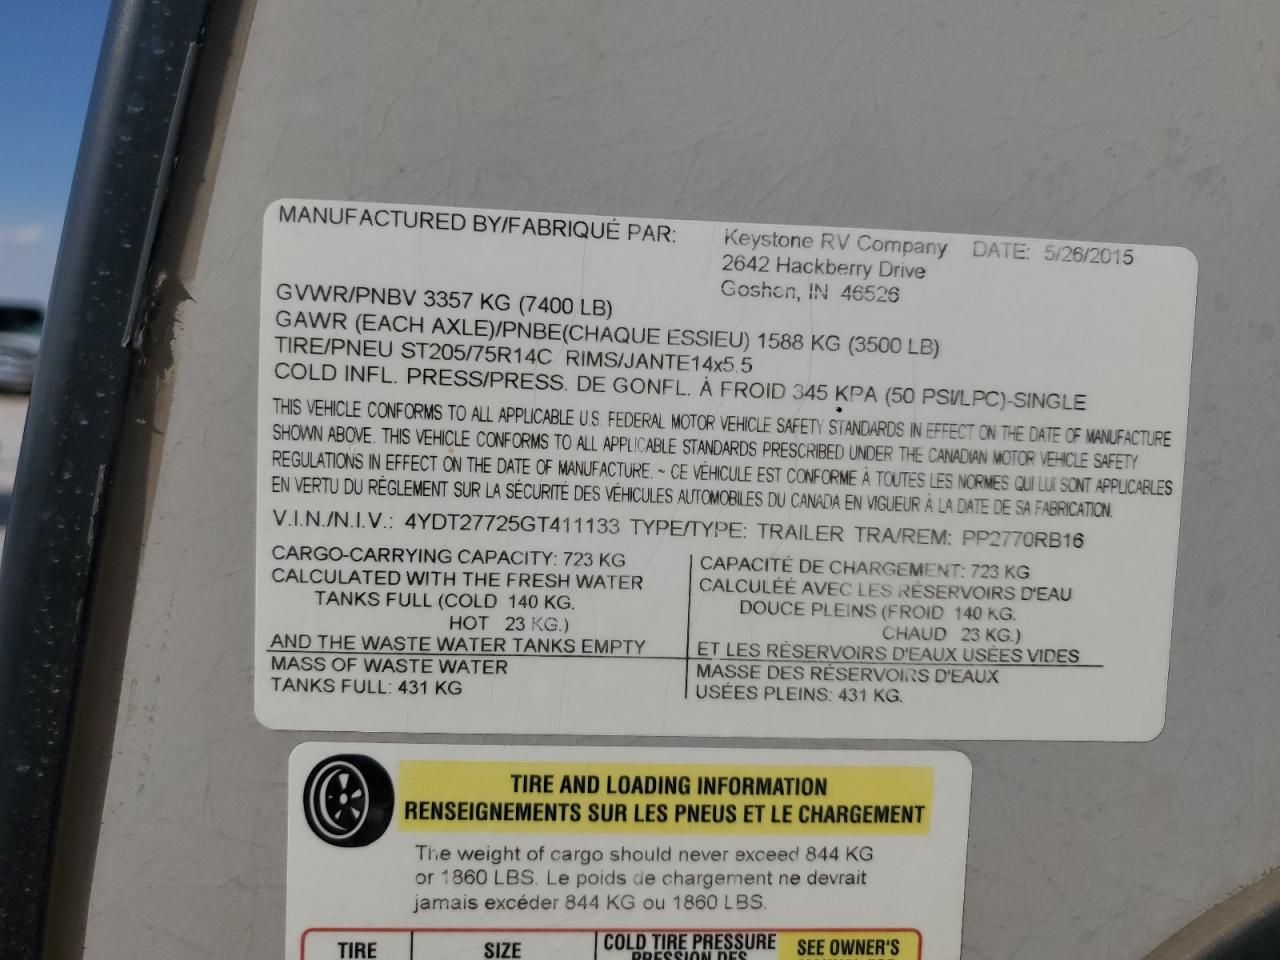 MANUFACTURED BY/FABRIQUÉ PAR: Keystone RV Company DATE: 5/26/2015
2642 Hackberry Drive
Goshen, IN 46526
GVWR/PNBV 3357 KG (7400 LB)
GAWR (EACH AXLE)/PNBE(CHAQUE ESSIEU) 1588 KG (3500 LB)
TIRE/PNEU ST205/75R14C RIMS/JANTE14x5.5
COLD INFL. PRESS/PRESS. DE GONFL. À FROID 345 KPA (50 PSI/LPC)-SINGLE
THIS VEHICLE CONFORMS TO ALL APPLICABLE U.S. FEDERAL MOTOR VEHICLE SAFETY STANDARDS IN EFFECT ON THE DATE OF MANUFACTURE
SHOWN ABOVE. THIS VEHICLE CONFORMS TO ALL APPLICABLE STANDARDS PRESCRIBED UNDER THE CANADIAN MOTOR VEHICLE SAFETY
REGULATIONS IN EFFECT ON THE DATE OF MANUFACTURE. ~ CE VÉHICULE EST CONFORME À TOUTES LES NORMES QUI LUI SONT APPLICABLES
EN VERTU DU RÉGLEMENT SUR LA SÉCURITÉ DES VÉHICULES AUTOMOBILES DU CANADA EN VIGUEUR À LA DATE DE SA FABRICATION.
V.I.N./N.I.V.: 4YDT27725GT411133 TYPE/TYPE: TRAILER TRA/REM: PP2770RB16
CARGO-CARRYING CAPACITY: 723 KG
CALCULATED WITH THE FRESH WATER
TANKS FULL (COLD 140 KG.
HOT 23 KG.)
AND THE WASTE WATER TANKS EMPTY
MASS OF WASTE WATER
TANKS FULL: 431 KG
CAPACITÉ DE CHARGEMENT: 723 KG
CALCULÉÉ AVEC LES RÉSERVOIRS D'EAU
DOUCE PLEINS (FROID 140 KG.
CHAUD 23 KG.)
ET LES RÉSERVOIRS D'EAUX USÉES VIDES
MASSE DES RÉSERVOIRS D'EAUX
USÉES PLEINS: 431 KG.
TIRE AND LOADING INFORMATION
RENSEIGNEMENTS SUR LES PNEUS ET LE CHARGEMENT
The weight of cargo should never exceed 844 KG
or 1860 LBS. Le poids de chargement ne devrait
jamais excéder 844 KG ou 1860 LBS.
TIRE SIZE COLD TIRE PRESSURE SEE OWNER'S
PRESSION DES